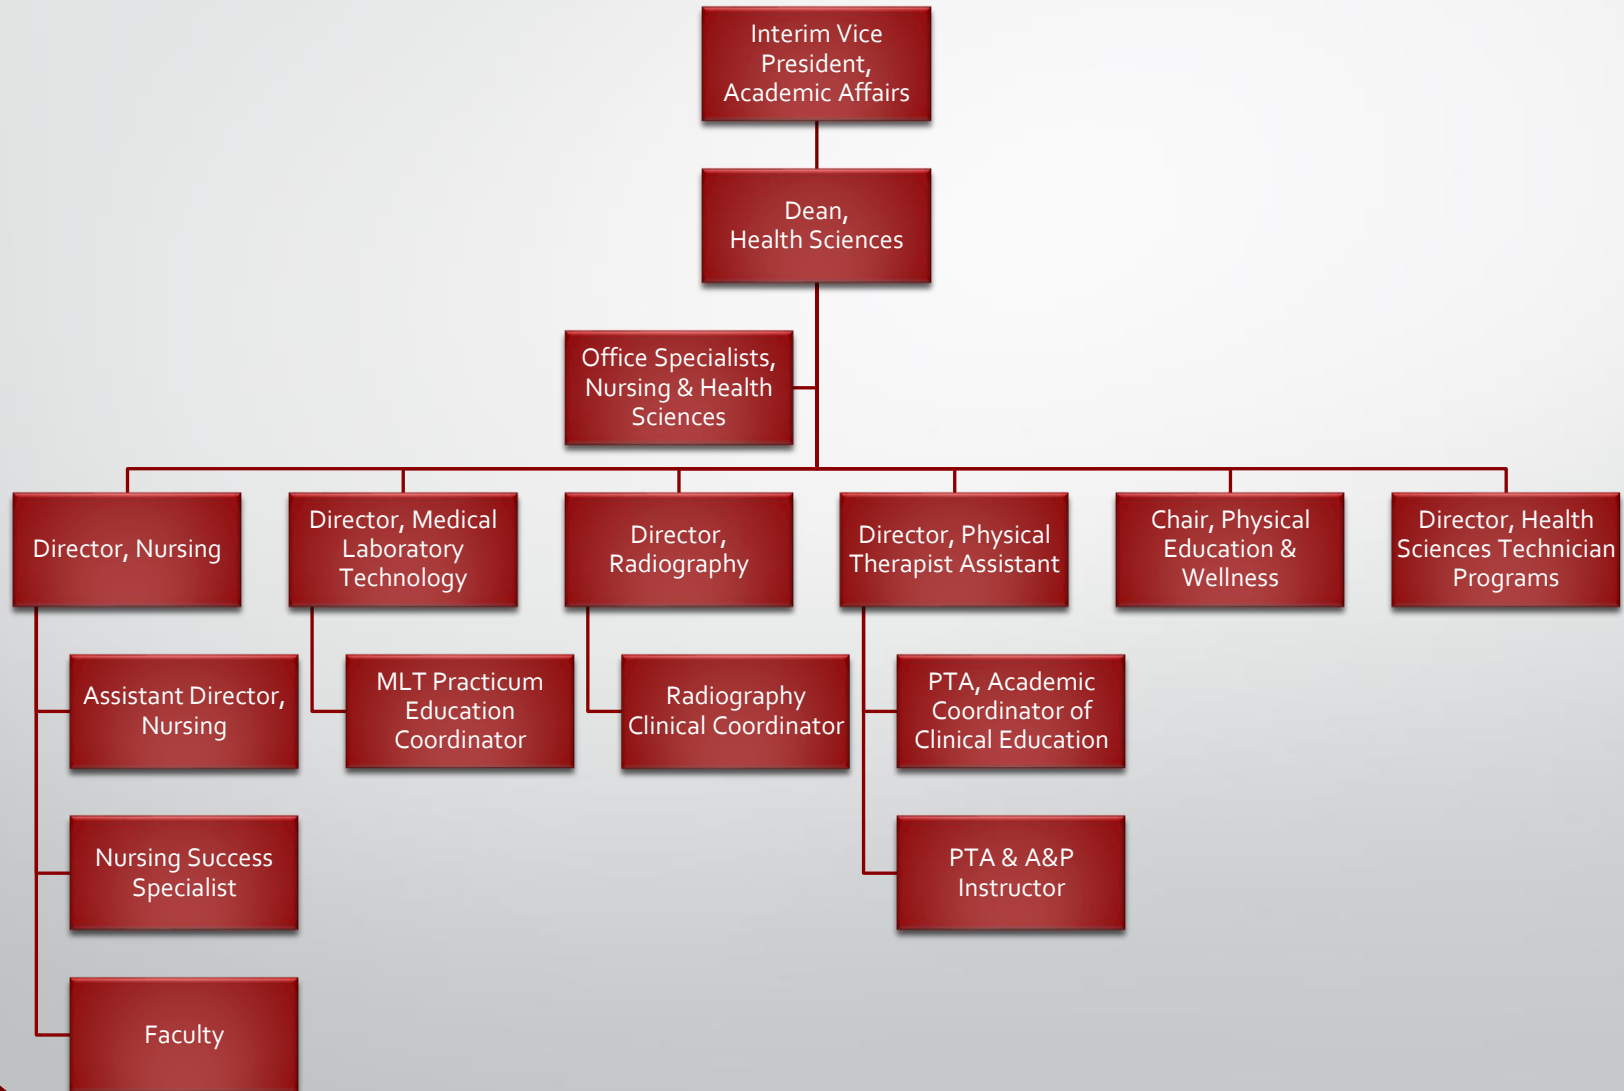 Interim Vice
President,
Academic Affairs
Dean,
Health Sciences
Office Specialists,
Nursing & Health
Sciences
Director, Nursing
Director, Medical
Laboratory
Technology
Director,
Radiography
Director, Physical
Therapist Assistant
Chair, Physical
Education &
Wellness
Director, Health
Sciences Technician
Programs
Assistant Director,
Nursing
MLT Practicum
Education
Coordinator
Radiography
Clinical Coordinator
PTA, Academic
Coordinator of
Clinical Education
Nursing Success
Specialist
PTA & A&P
Instructor
Faculty